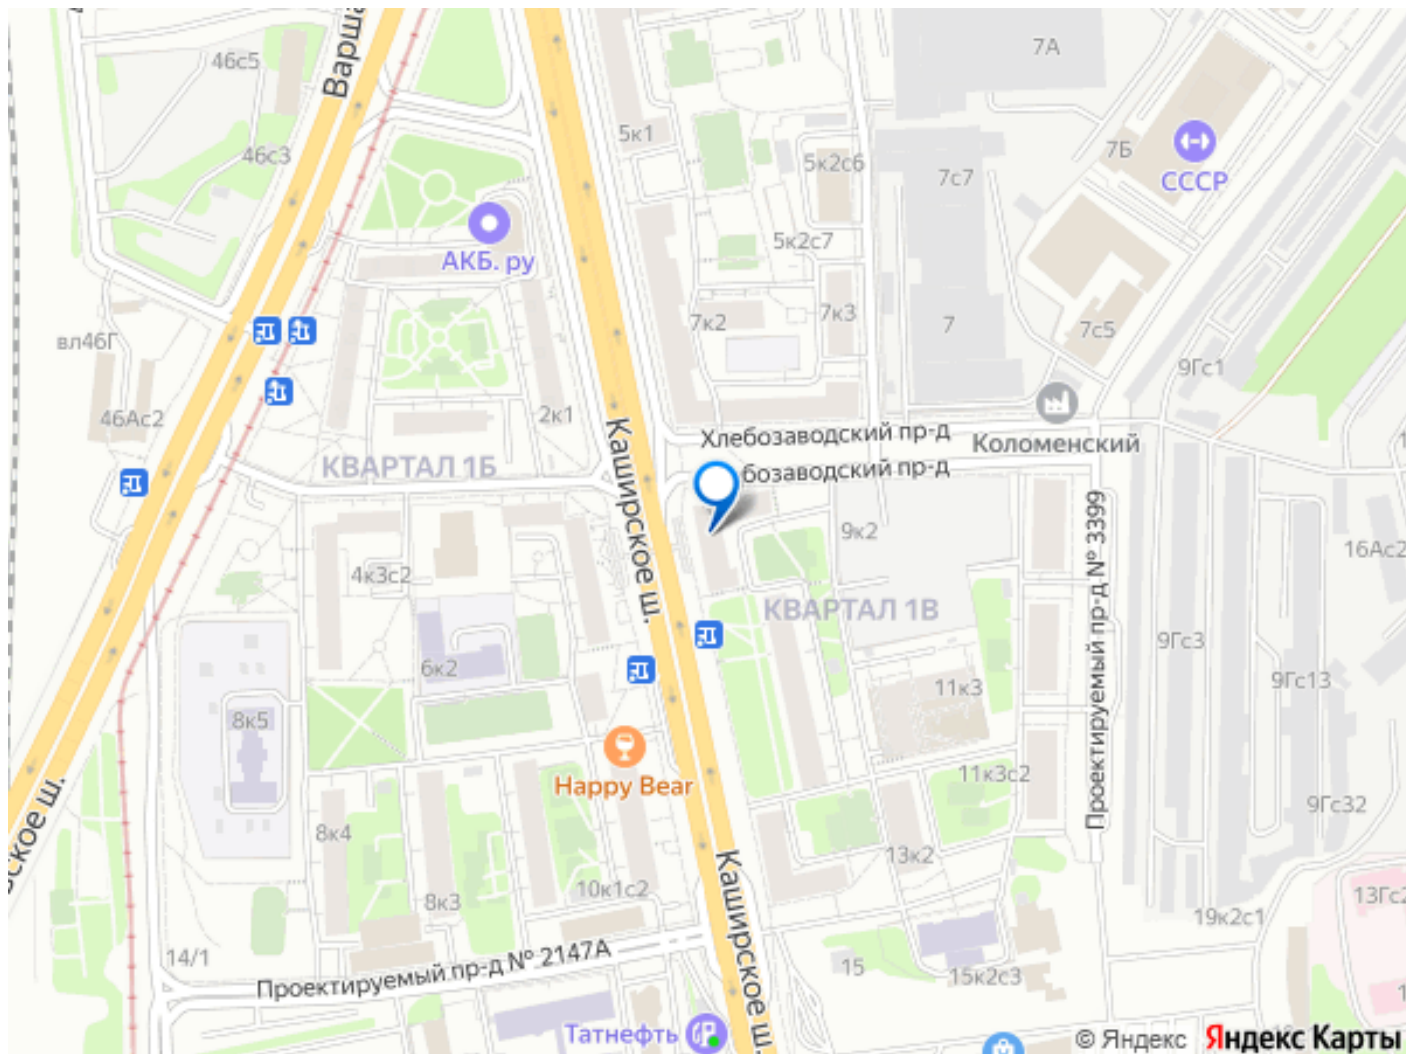 Варша
46с5
7А
5к1
7Б
46с3
5к2с6
СССР
7с7
5к2с7
АКБ. ру
7к2
7к3
7
7с5
вл46Г
9Гс1
46Ас2
2к1
Каширское ш.
Хлебозаводский пр-д
Коломенский
КВАРТАЛ 1Б
бозаводский пр-д
9к2
Проектируемый пр-д № 3399
16Ас2
4к3с2
КВАРТАЛ 1В
9Гс3
6к2
11к3
9Гс13
8к5
11к3с2
Happy Bear
9Гс32
ское ш.
8к4
13к2
Каширское ш.
10к1с2
8к3
13Гс2
19к2с1
14/1
Проектируемый пр-д № 2147А
15
15к2с3
Татнефть
© Яндекс Яндекс Карты